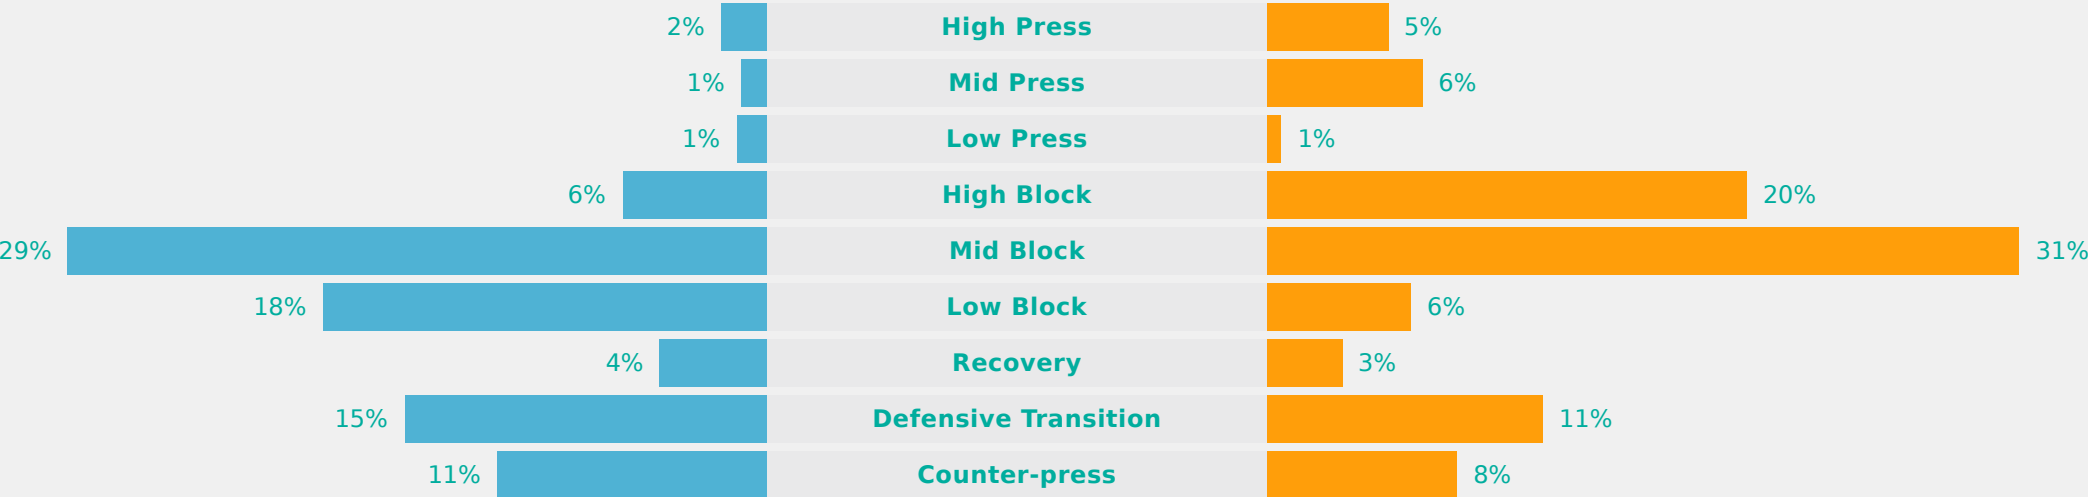 2% High Press 5%
1% Mid Press 6%
1% Low Press 1%
6% High Block 20%
29% Mid Block 31%
18% Low Block 6%
4% Recovery 3%
15% Defensive Transition 11%
11% Counter-press 8%